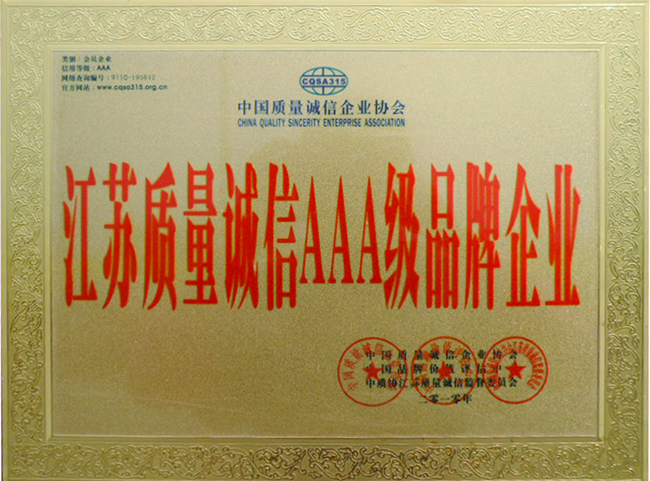 类别：会员企业
信用等级：AAA
网络查询编号：9110-190812
官方网站：www.cqsa315.org.cn
CQSA315
中国质量诚信企业协会
CHINA QUALITY SINCERITY ENTERPRISE ASSOCIATION
江苏质量诚信AAA级品牌企业
中国质量诚信企业协会
中国品牌价值评估中心
中质协江苏质量诚信监督委员会
二〇一〇年